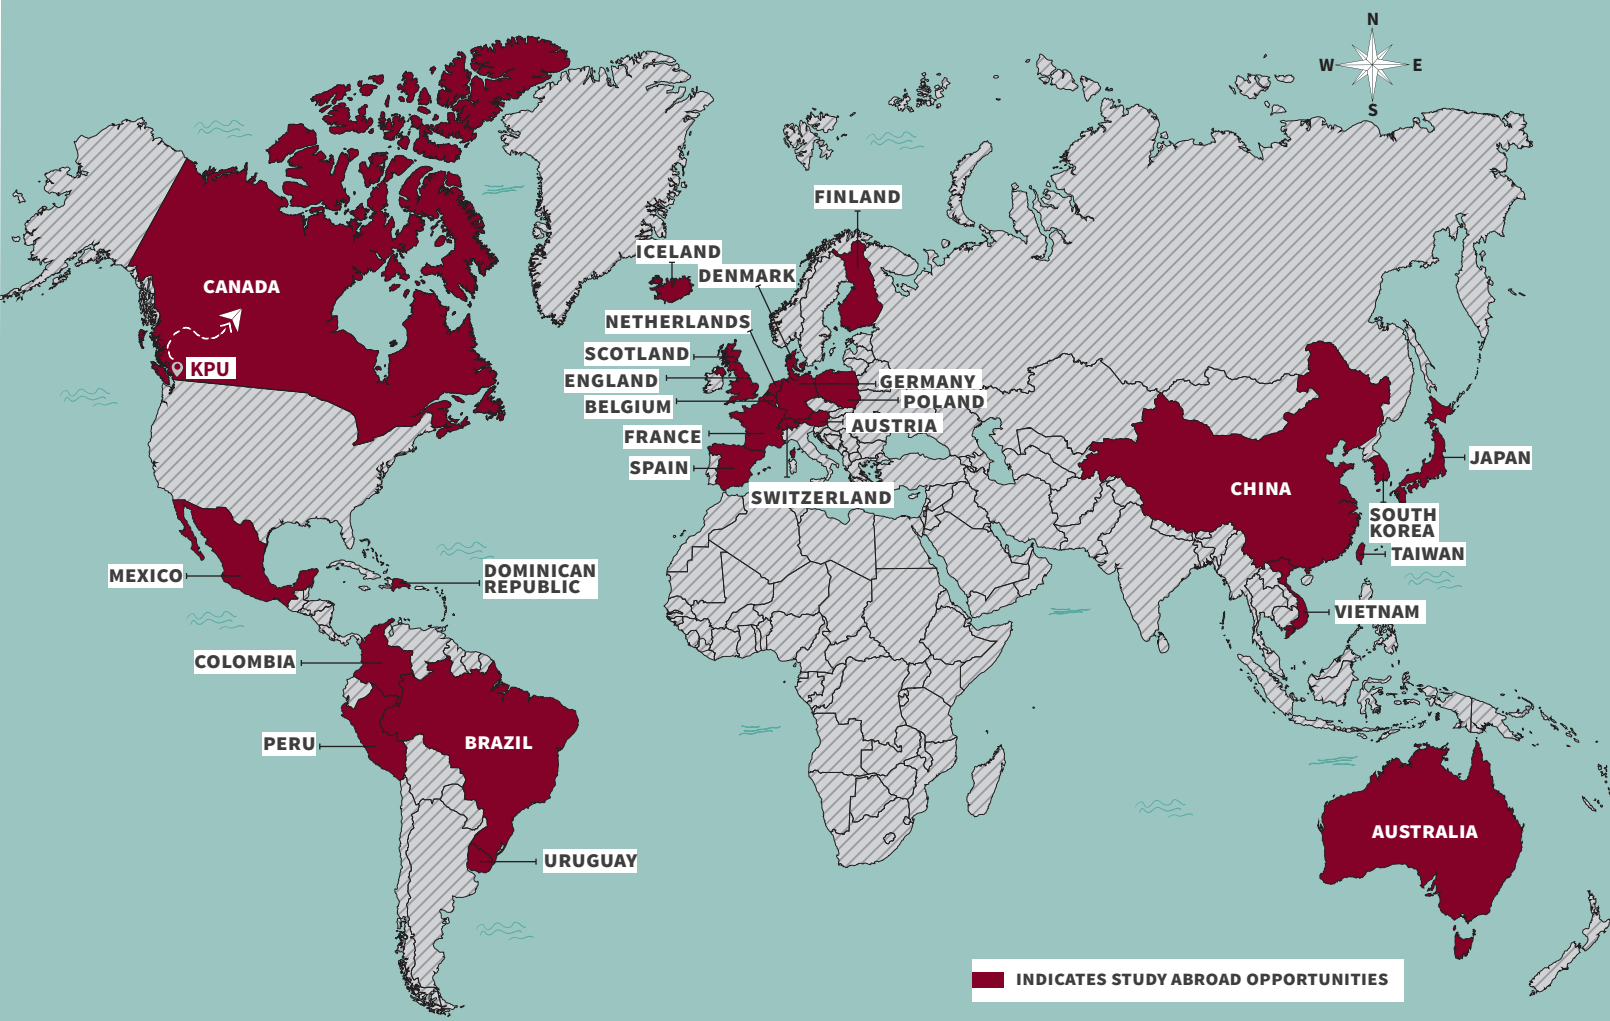 N
W E
S
FINLAND
ICELAND
DENMARK
CANADA
NETHERLANDS
SCOTLAND
KPU
ENGLAND
GERMANY
POLAND
BELGIUM
AUSTRIA
FRANCE
SPAIN
JAPAN
CHINA
SWITZERLAND
SOUTH
KOREA
TAIWAN
MEXICO
DOMINICAN
REPUBLIC
VIETNAM
COLOMBIA
PERU
BRAZIL
AUSTRALIA
URUGUAY
INDICATES STUDY ABROAD OPPORTUNITIES